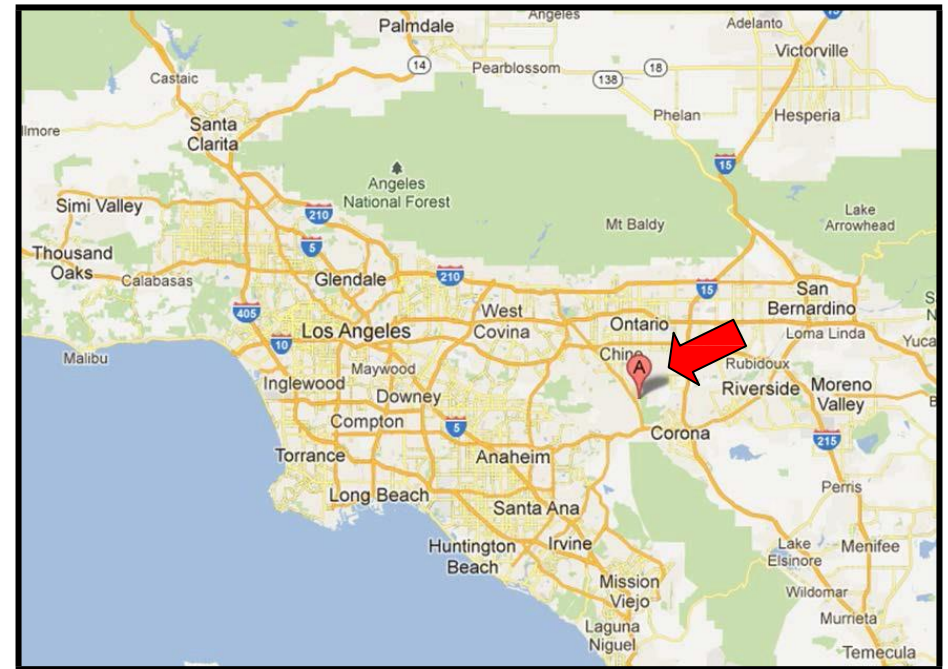 Palmdale
Angeles
Adelanto
15
Victorville
14
Pearblossom
138
18
Castaic
Phelan
Hesperia
llmore
Santa
Clarita
15
Angeles
National Forest
Simi Valley
210
Mt Baldy
Lake
Arrowhead
Thousand
Oaks
5
Calabasas
Glendale
210
15
San
Bernardino
405
West
Covina
Los Angeles
Ontario
Loma Linda
Yuca
10
Malibu
Maywood
Chino
A
Rubidoux
Inglewood
Downey
Riverside
Moreno
Valley
Compton
5
Corona
215
Torrance
Anaheim
Long Beach
Perris
Santa Ana
Huntington
Beach
Irvine
Lake
Elsinore
Menifee
Mission
Viejo
Wildomar
Laguna
Niguel
Murrieta
Temecula